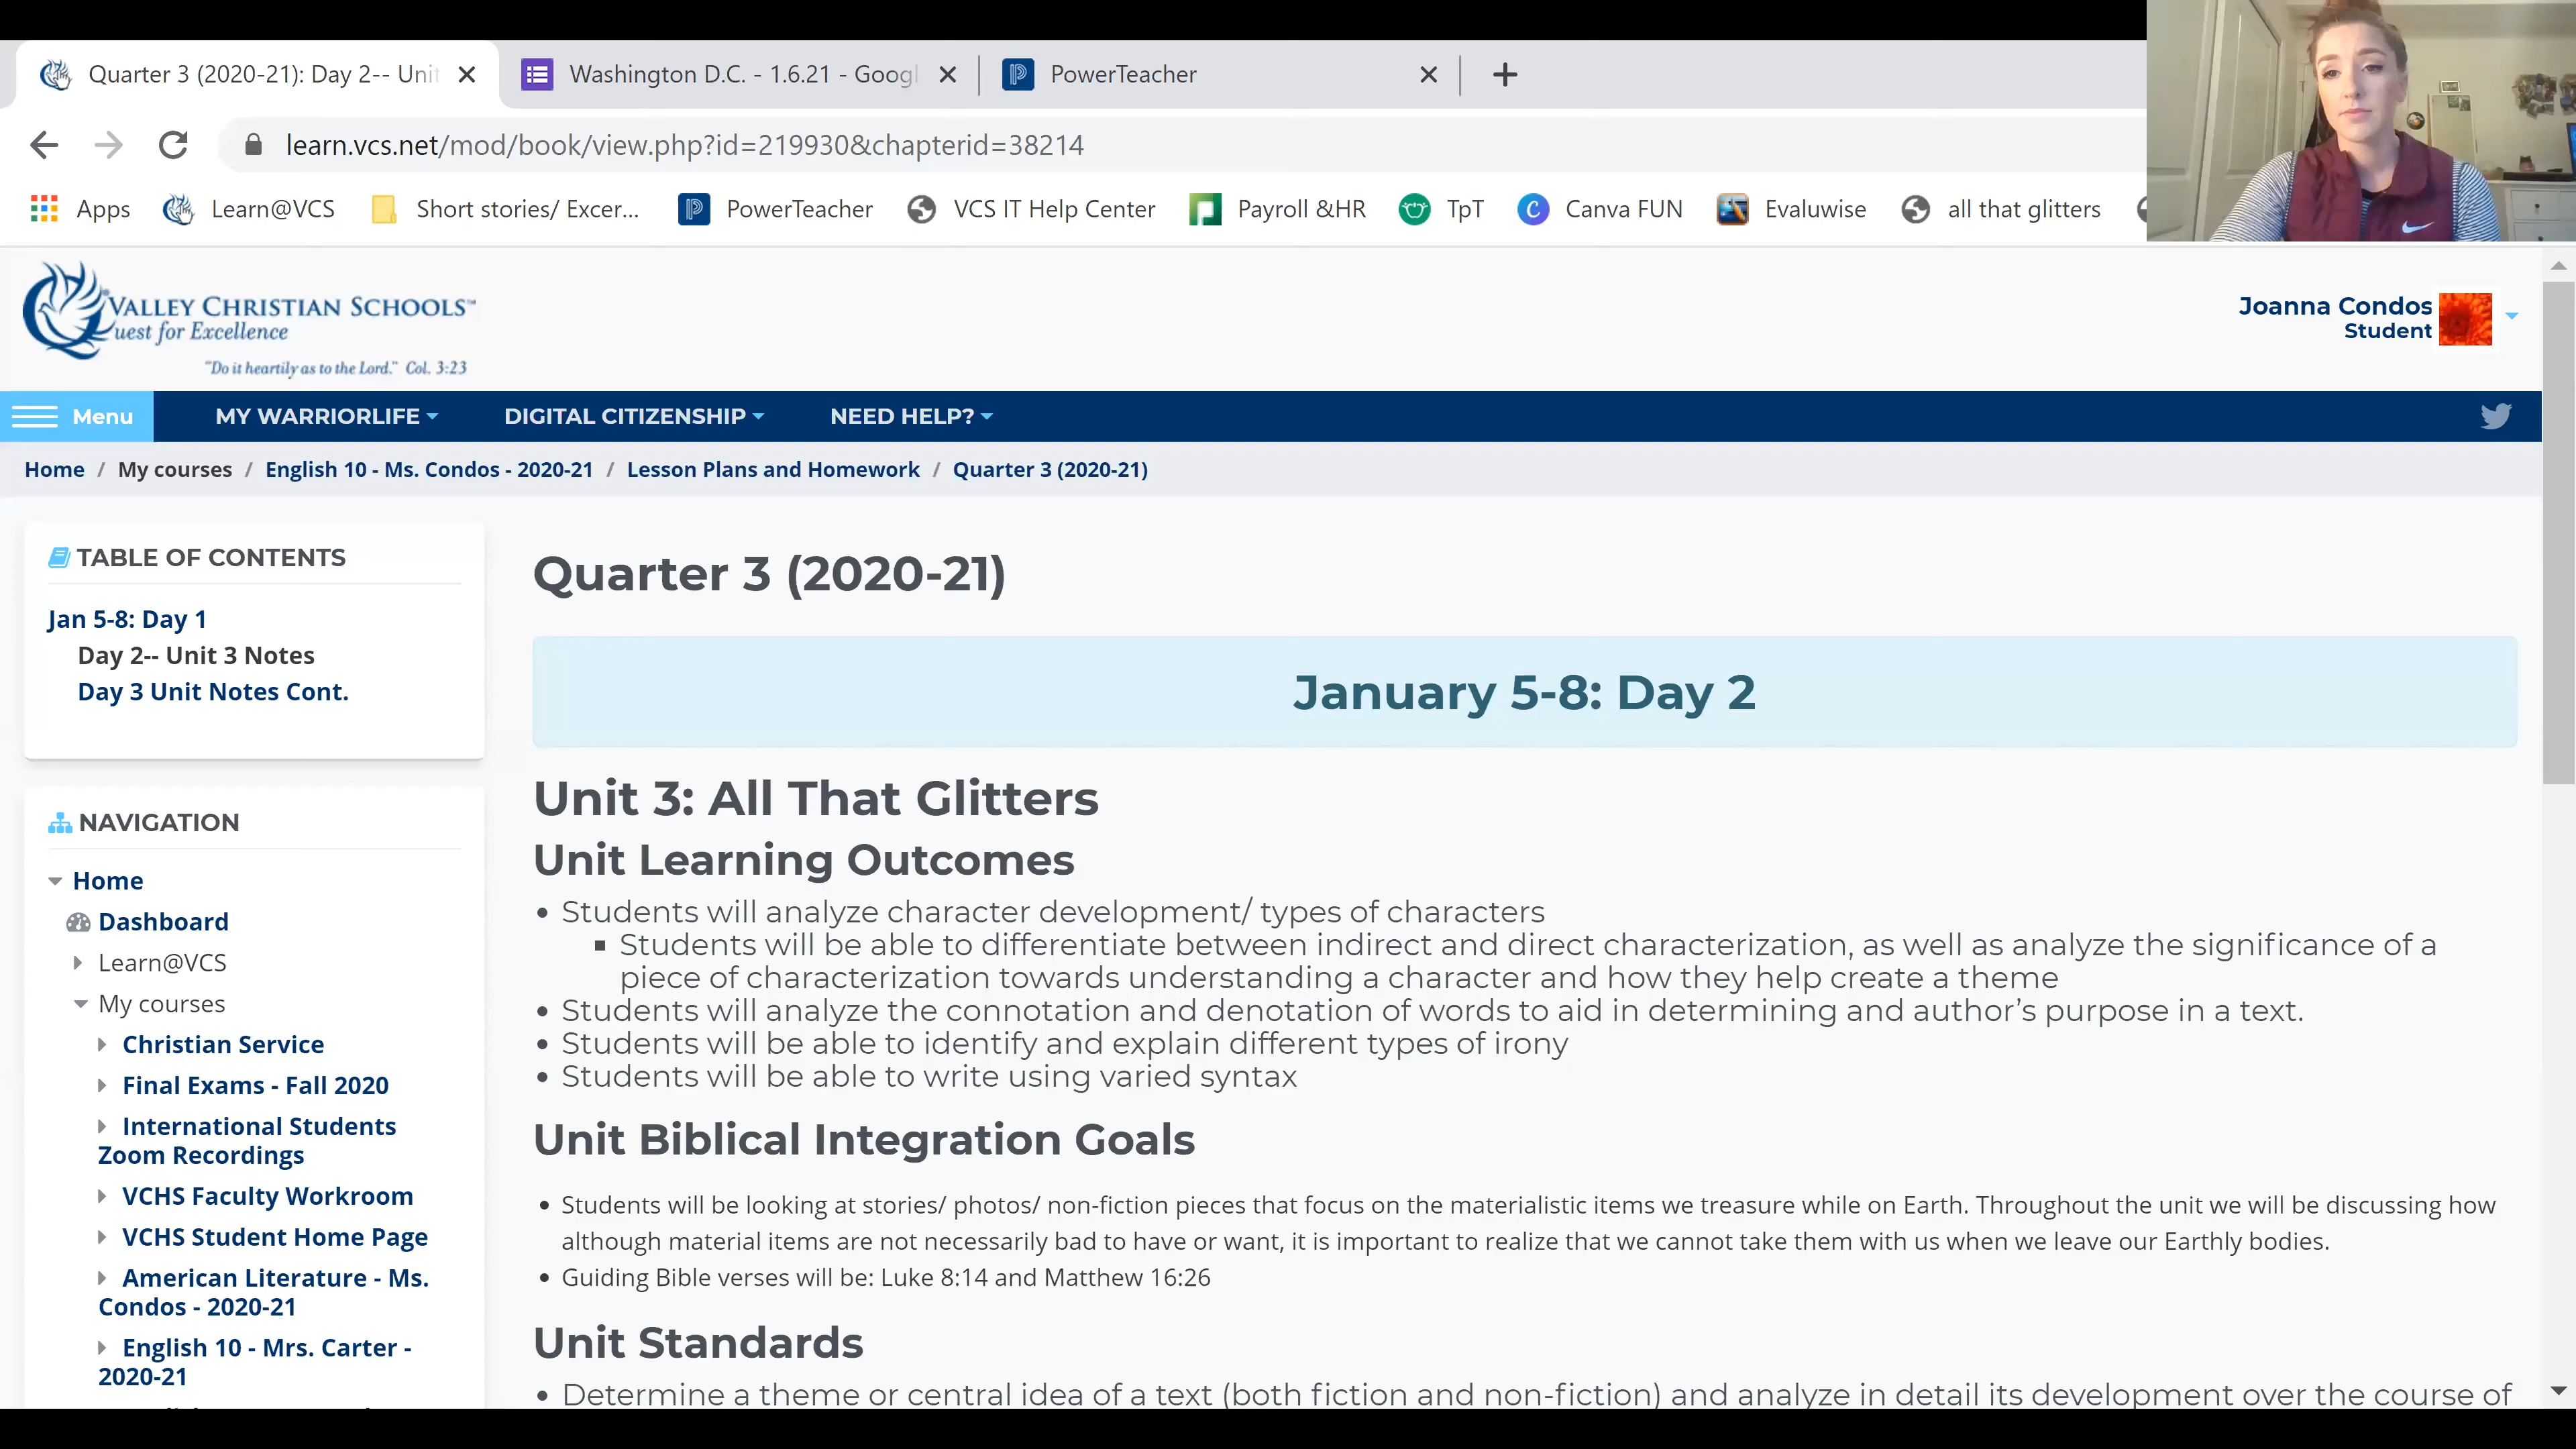 Quarter 3 (2020-21): Day 2-- Unit
Washington D.C. - 1.6.21 - Googl
PowerTeacher
learn.vcs.net/mod/book/view.php?id=219930&chapterid=38214
Apps
Learn@VCS
Short stories/ Excer...
PowerTeacher
VCS IT Help Center
Payroll &HR
TpT
Canva FUN
Evaluwise
all that glitters
VALLEY CHRISTIAN SCHOOLS™
Quest for Excellence
"Do it heartily as to the Lord." Col. 3:23
Joanna Condos
Student
Menu
MY WARRIORLIFE
DIGITAL CITIZENSHIP
NEED HELP?
Home / My courses / English 10 - Ms. Condos - 2020-21 / Lesson Plans and Homework / Quarter 3 (2020-21)
TABLE OF CONTENTS
Jan 5-8: Day 1
Day 2-- Unit 3 Notes
Day 3 Unit Notes Cont.
NAVIGATION
Home
Dashboard
Learn@VCS
My courses
Christian Service
Final Exams - Fall 2020
International Students
Zoom Recordings
VCHS Faculty Workroom
VCHS Student Home Page
American Literature - Ms.
Condos - 2020-21
English 10 - Mrs. Carter -
2020-21
Quarter 3 (2020-21)
January 5-8: Day 2
Unit 3: All That Glitters
Unit Learning Outcomes
• Students will analyze character development/ types of characters
▪ Students will be able to differentiate between indirect and direct characterization, as well as analyze the significance of a
piece of characterization towards understanding a character and how they help create a theme
• Students will analyze the connotation and denotation of words to aid in determining and author's purpose in a text.
• Students will be able to identify and explain different types of irony
• Students will be able to write using varied syntax
Unit Biblical Integration Goals
• Students will be looking at stories/ photos/ non-fiction pieces that focus on the materialistic items we treasure while on Earth. Throughout the unit we will be discussing how
although material items are not necessarily bad to have or want, it is important to realize that we cannot take them with us when we leave our Earthly bodies.
• Guiding Bible verses will be: Luke 8:14 and Matthew 16:26
Unit Standards
• Determine a theme or central idea of a text (both fiction and non-fiction) and analyze in detail its development over the course of